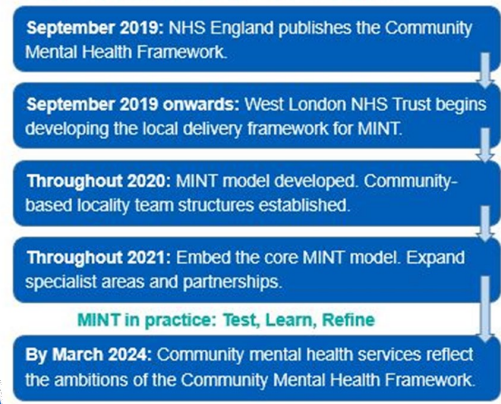 September 2019: NHS England publishes the Community
Mental Health Framework.
September 2019 onwards: West London NHS Trust begins
developing the local delivery framework for MINT.
Throughout 2020: MINT model developed. Community-
based locality team structures established.
Throughout 2021: Embed the core MINT model. Expand
specialist areas and partnerships.
MINT in practice: Test, Learn, Refine
By March 2024: Community mental health services reflect
the ambitions of the Community Mental Health Framework.